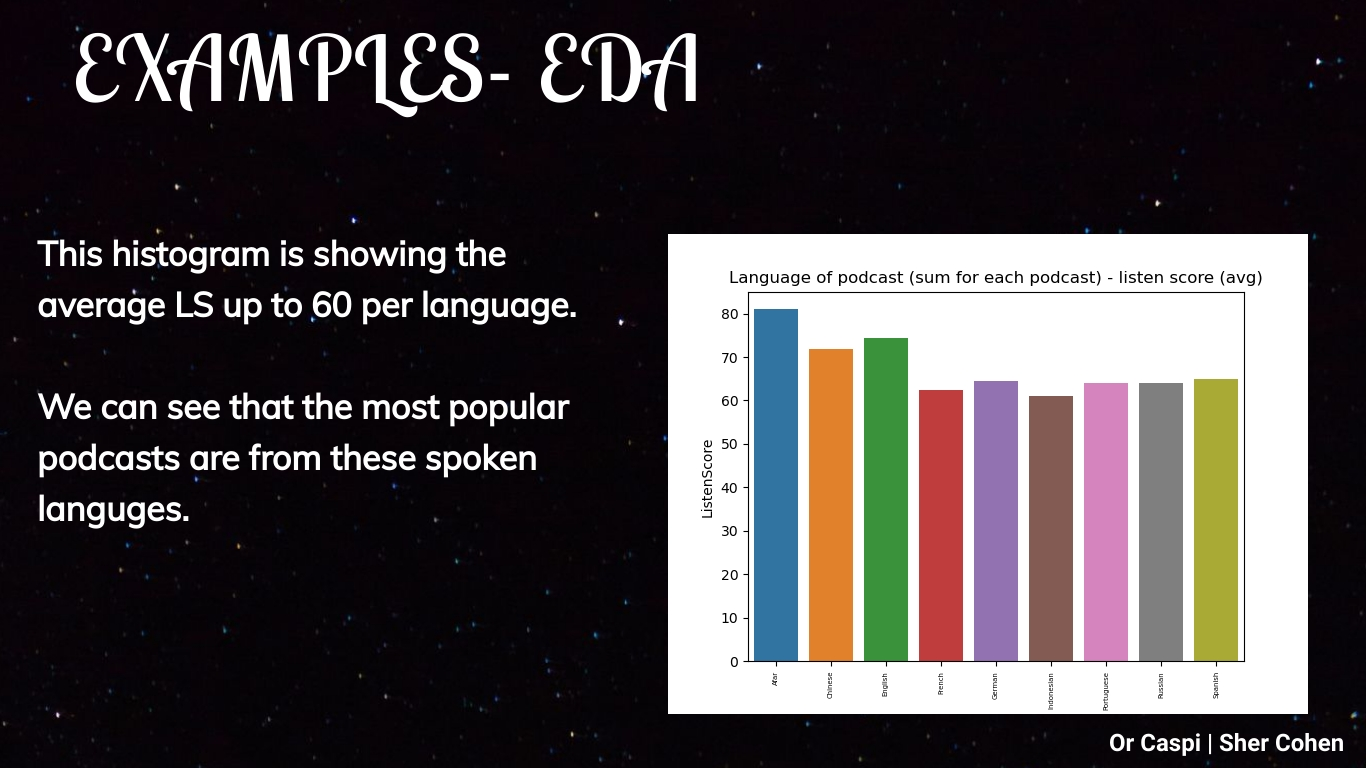 EXAMPLES- EDA
This histogram is showing the
average LS up to 60 per language.
We can see that the most popular
podcasts are from these spoken
languges.
Language of podcast (sum for each podcast) - listen score (avg)
ListenScore
80
70
60
50
40
30
20
10
0
Afar
Chinese
English
French
German
Indonesian
Portuguese
Russian
Spanish
Or Caspi | Sher Cohen